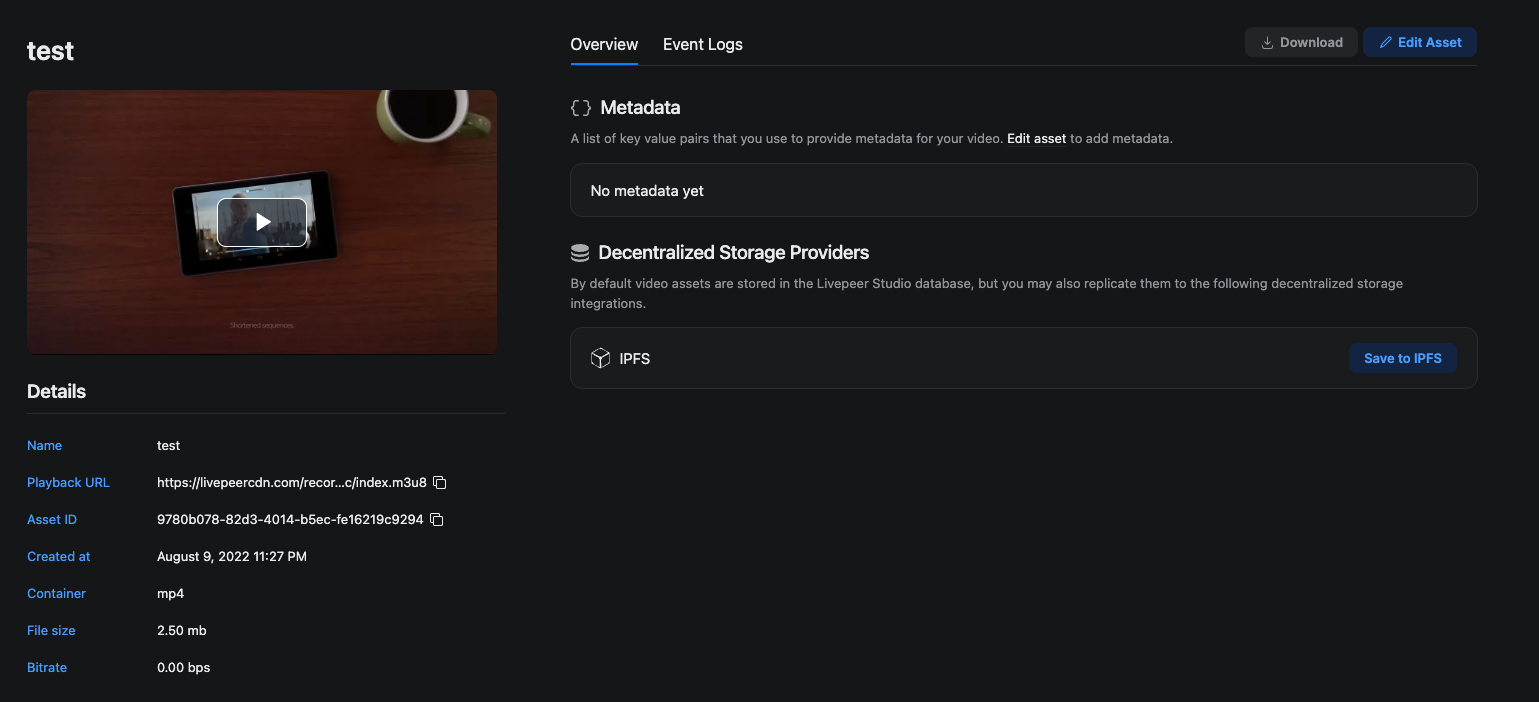 test
Shortened sequences.
Details
Name test
Playback URL https://livepeercdn.com/recor...c/index.m3u8
Asset ID 9780b078-82d3-4014-b5ec-fe16219c9294
Created at August 9, 2022 11:27 PM
Container mp4
File size 2.50 mb
Bitrate 0.00 bps
Overview Event Logs
Download Edit Asset
{} Metadata
A list of key value pairs that you use to provide metadata for your video. Edit asset to add metadata.
No metadata yet
Decentralized Storage Providers
By default video assets are stored in the Livepeer Studio database, but you may also replicate them to the following decentralized storage
integrations.
IPFS Save to IPFS